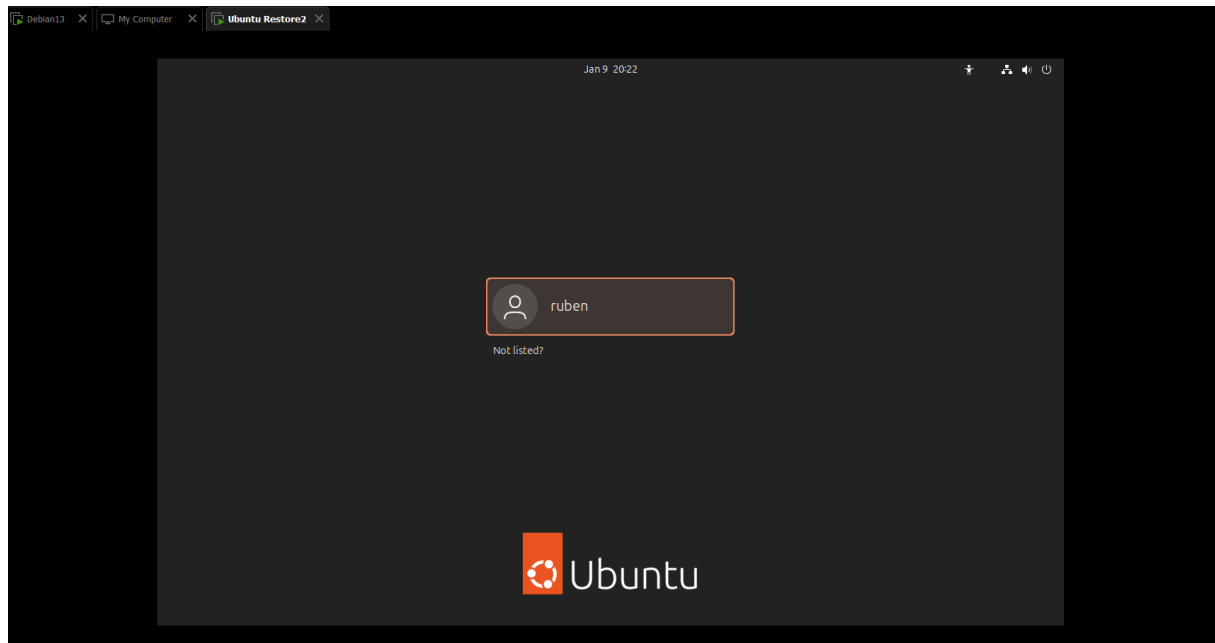 Debian13 My Computer Ubuntu Restore2
Jan 9 20:22
ruben
Not listed?
Ubuntu